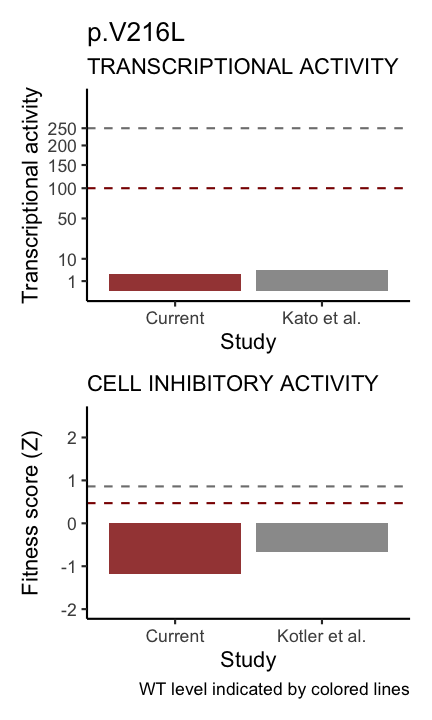 p.V216L
TRANSCRIPTIONAL ACTIVITY
Transcriptional activity
250
200
150
100
50
10
1
Current
Kato et al.
Study
CELL INHIBITORY ACTIVITY
Fitness score (Z)
2
1
0
-1
-2
Current
Kotler et al.
Study
WT level indicated by colored lines